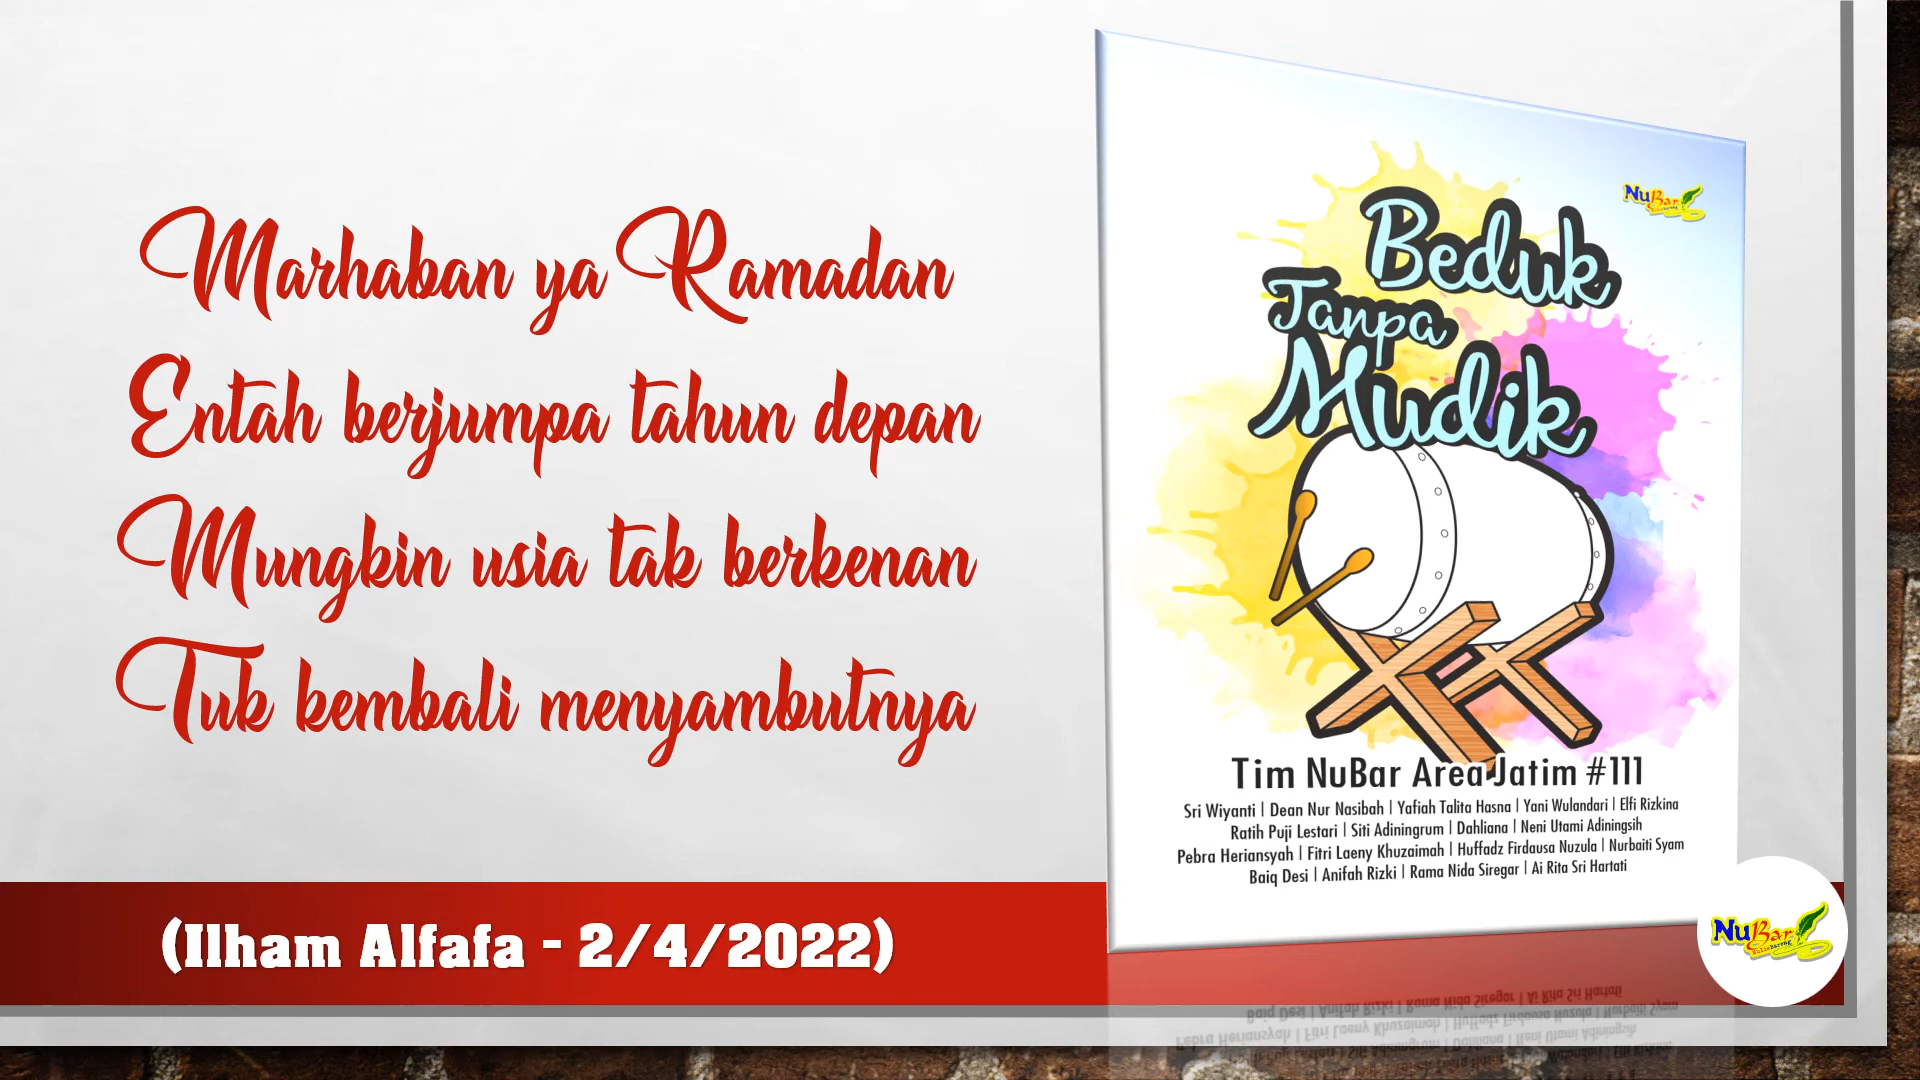 Marhaban ya Ramadan
Entah berjumpa tahun depan
Mungkin usia tak berkenan
Tuk kembali menyambutnya
(Ilham Alfafa - 2/4/2022)
NuBar
Beduk
Tanpa
Mudik
Tim NuBar Area Jatim #111
Sri Wiyanti | Dean Nur Nasibah | Yafiah Talita Hasna | Yani Wulandari | Elfi Rizkina
Ratih Puji Lestari | Siti Adiningrum | Dahliana | Neni Utami Adiningsih
Pebra Heriansyah | Fitri Laeny Khuzaimah | Huffadz Firdausa Nuzula | Nurbaiti Syam
Baiq Desi | Anifah Rizki | Rama Nida Siregar | Ai Rita Sri Hartati
NuBar